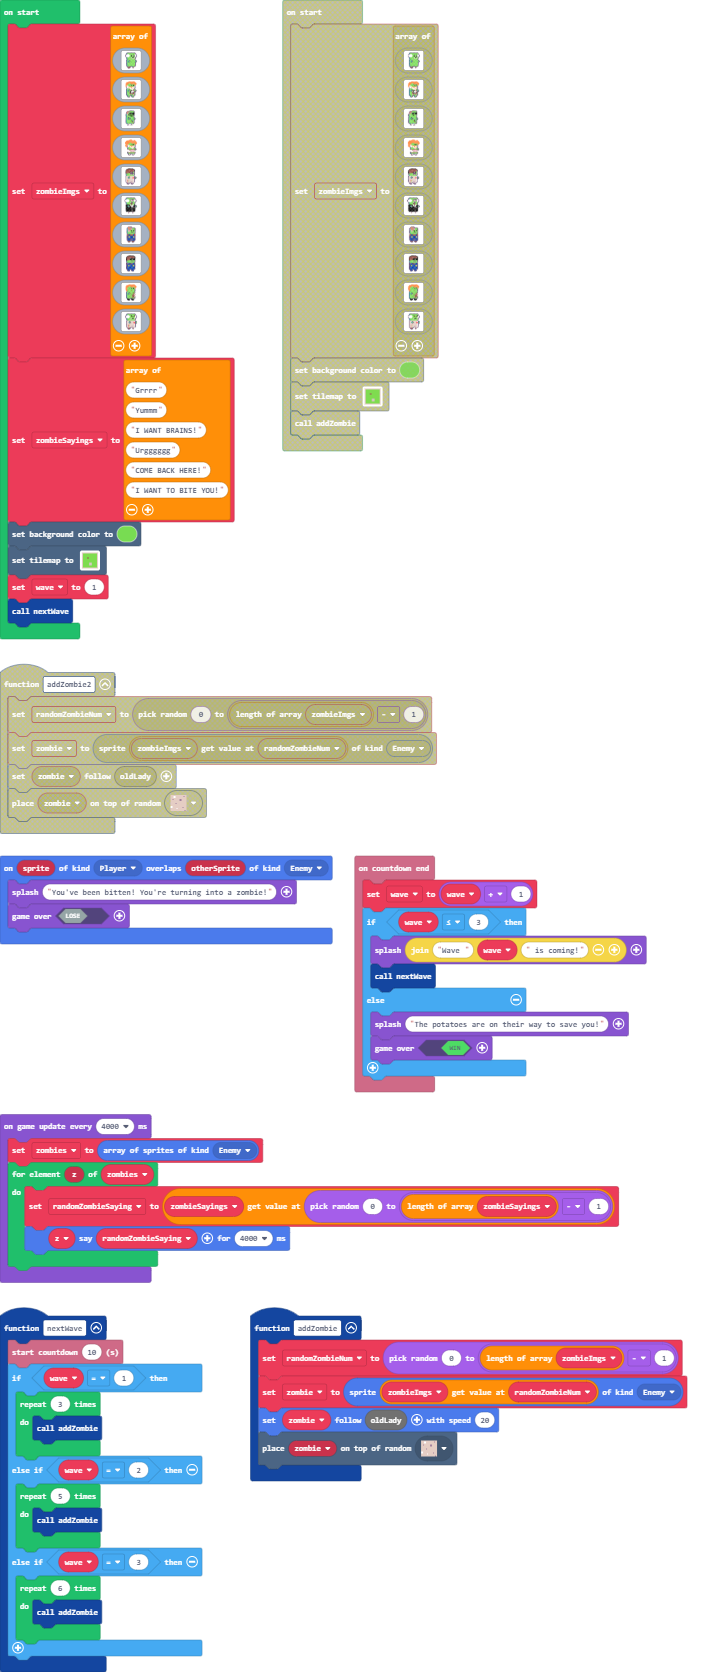 on start
array of
set zombieImgs to
array of
set zombieSayings to
"Grrrr"
"Yummm"
"I WANT BRAINS!"
"Urgggggg"
"COME BACK HERE!"
"I WANT TO BITE YOU!"
set background color to
set tilemap to
set wave to 1
call nextWave
on start
array of
set zombieImgs to
set background color to
set tilemap to
call addZombie
function addZombie2
set randomZombieNum to pick random 0 to length of array zombieImgs - 1
set zombie to sprite zombieImgs get value at randomZombieNum of kind Enemy
set zombie follow oldLady
place zombie on top of random
on sprite of kind Player overlaps otherSprite of kind Enemy
splash "You've been bitten! You're turning into a zombie!"
game over LOSE
on countdown end
set wave to wave + 1
if wave ≤ 3 then
splash join "Wave " wave " is coming!"
call nextWave
else
splash "The potatoes are on their way to save you!"
game over WIN
on game update every 4000 ms
set zombies to array of sprites of kind Enemy
for element z of zombies
do
set randomZombieSaying to zombieSayings get value at pick random 0 to length of array zombieSayings - 1
z say randomZombieSaying for 4000 ms
function nextWave
start countdown 10 (s)
if wave = 1 then
repeat 3 times
do call addZombie
else if wave = 2 then
repeat 5 times
do call addZombie
else if wave = 3 then
repeat 6 times
do call addZombie
function addZombie
set randomZombieNum to pick random 0 to length of array zombieImgs - 1
set zombie to sprite zombieImgs get value at randomZombieNum of kind Enemy
set zombie follow oldLady with speed 20
place zombie on top of random